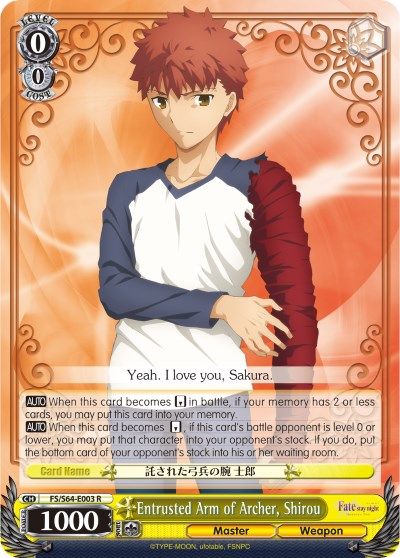 LEVEL
0
0
COST
Yeah. I love you, Sakura.
AUTO When this card becomes in battle, if your memory has 2 or less
cards, you may put this card into your memory.
AUTO When this card becomes , if this card's battle opponent is level 0 or
lower, you may put that character into your opponent's stock. If you do, put the
bottom card of your opponent's stock into his or her waiting room.
Card Name
託された弓兵の腕 士郎
CH FS/S64-E003 R
Entrusted Arm of Archer, Shirou
Fate/stay night
POWER
1000
Master
Weapon
©TYPE-MOON, ufotable, FSNPC